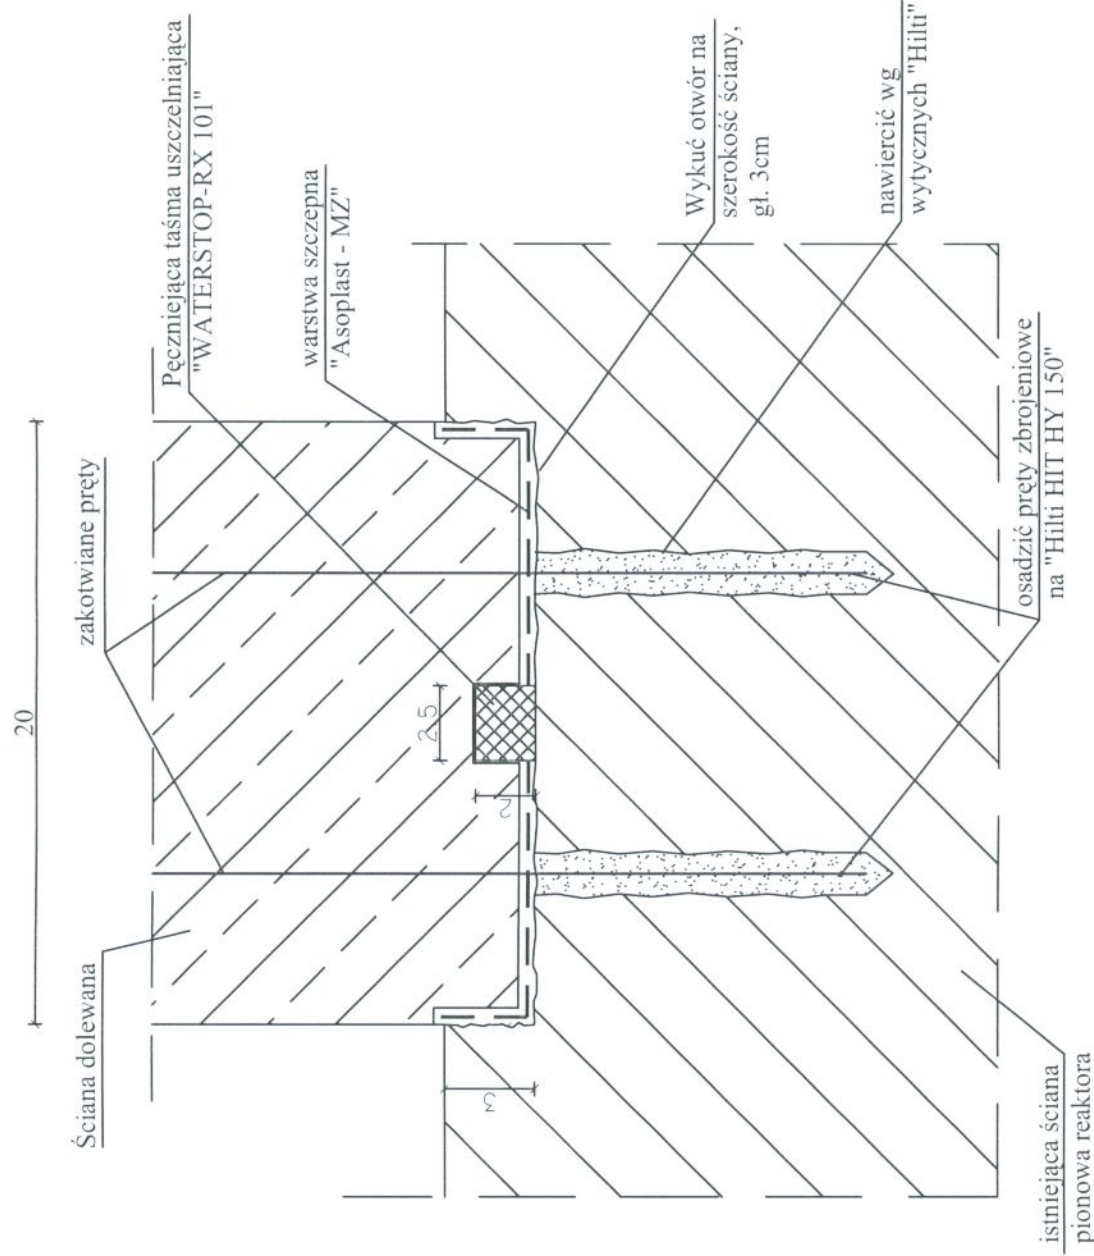 20
Ściana dolewana
zakotwiane pręty
Pęczniejąca taśma uszczelniająca
"WATERSTOP-RX 101"
warstwa szczepna
"Asoplast - MZ"
2,5
2
3
Wykuć otwór na
szerokość ściany,
gł. 3cm
nawiercić wg
wytycznych "Hilti"
osadzić pręty zbrojeniowe
na "Hilti HIT HY 150"
istniejąca ściana
pionowa reaktora